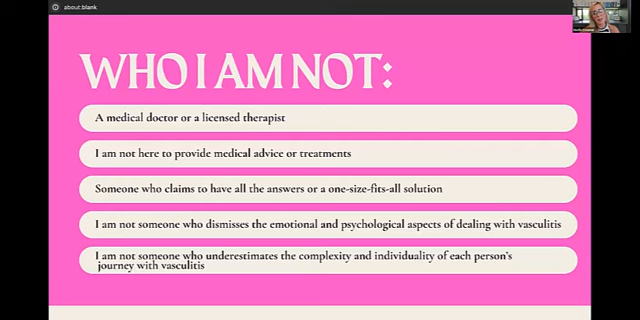 about:blank
WHO I AM NOT:
A medical doctor or a licensed therapist
I am not here to provide medical advice or treatments
Someone who claims to have all the answers or a one-size-fits-all solution
I am not someone who dismisses the emotional and psychological aspects of dealing with vasculitis
I am not someone who underestimates the complexity and individuality of each person's
journey with vasculitis